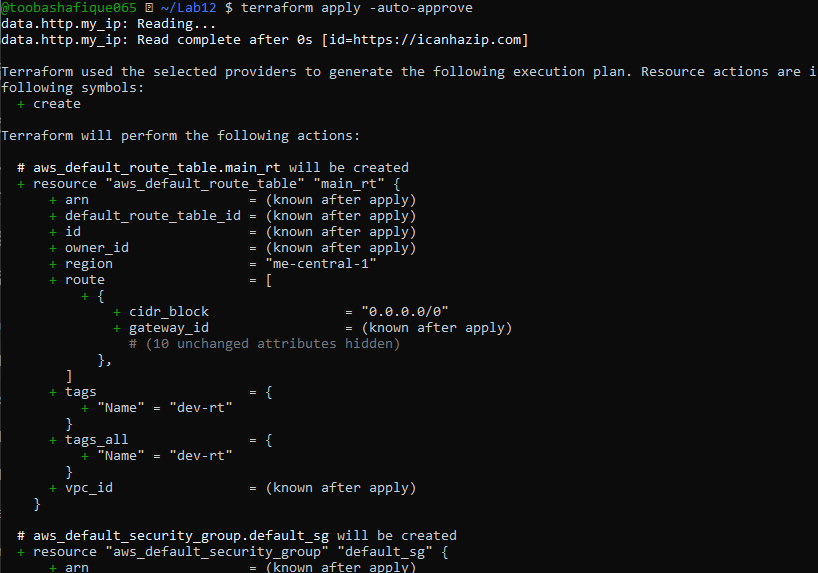 @toobashafique065 ~/Lab12 $ terraform apply -auto-approve
data.http.my_ip: Reading...
data.http.my_ip: Read complete after 0s [id=https://icanhazip.com]

Terraform used the selected providers to generate the following execution plan. Resource actions are i
following symbols:
  + create

Terraform will perform the following actions:

  # aws_default_route_table.main_rt will be created
  + resource "aws_default_route_table" "main_rt" {
      + arn                    = (known after apply)
      + default_route_table_id = (known after apply)
      + id                     = (known after apply)
      + owner_id               = (known after apply)
      + region                 = "me-central-1"
      + route                  = [
          + {
              + cidr_block                 = "0.0.0.0/0"
              + gateway_id                 = (known after apply)
                # (10 unchanged attributes hidden)
            },
        ]
      + tags                   = {
          + "Name" = "dev-rt"
        }
      + tags_all               = {
          + "Name" = "dev-rt"
        }
      + vpc_id                 = (known after apply)
    }

  # aws_default_security_group.default_sg will be created
  + resource "aws_default_security_group" "default_sg" {
      + arn                    = (known after apply)